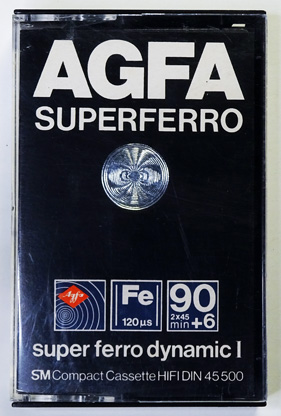 AGFA
SUPERFERRO
Agfa
Fe
120 µs
90
2x45
min +6
super ferro dynamic I
SM Compact Cassette HIFI DIN 45 500